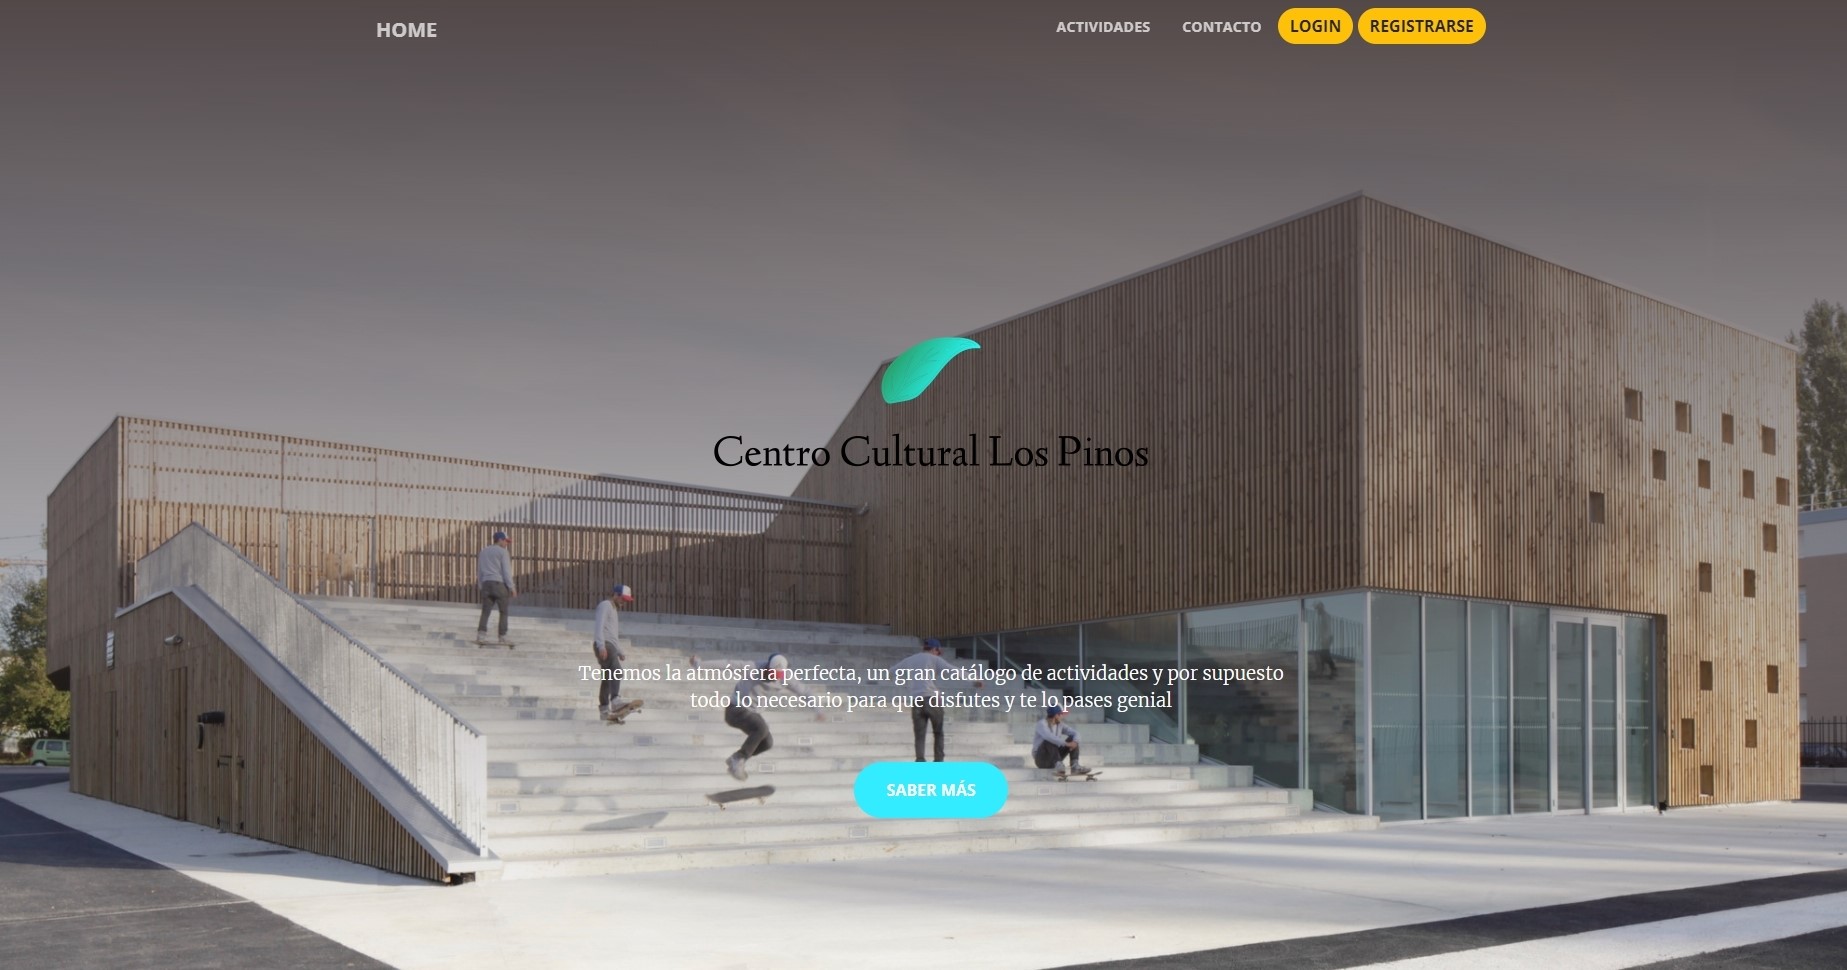 HOME
ACTIVIDADES CONTACTO LOGIN REGISTRARSE
Centro Cultural Los Pinos
Tenemos la atmósfera perfecta, un gran catálogo de actividades y por supuesto
todo lo necesario para que disfutes y te lo pases genial
SABER MÁS